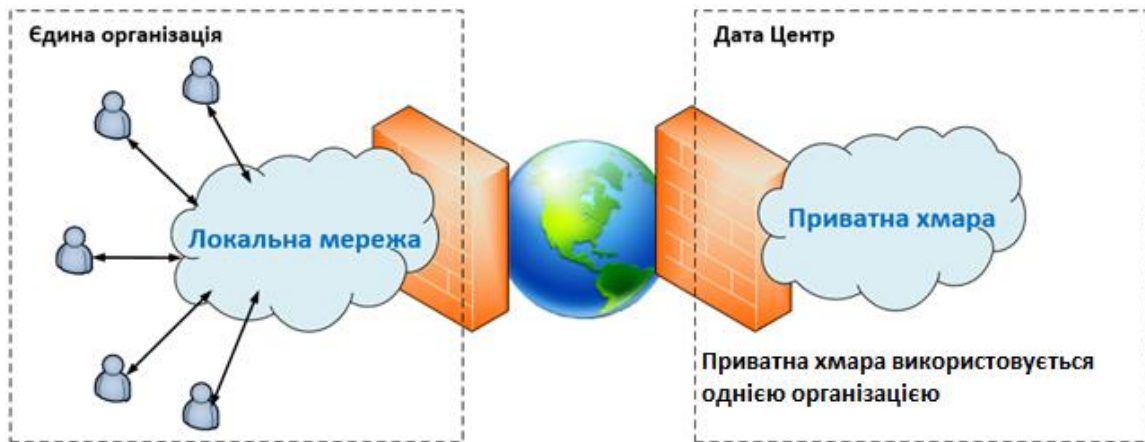 Єдина організація
Дата Центр
Локальна мережа
Приватна хмара
Приватна хмара використовується
однією організацією